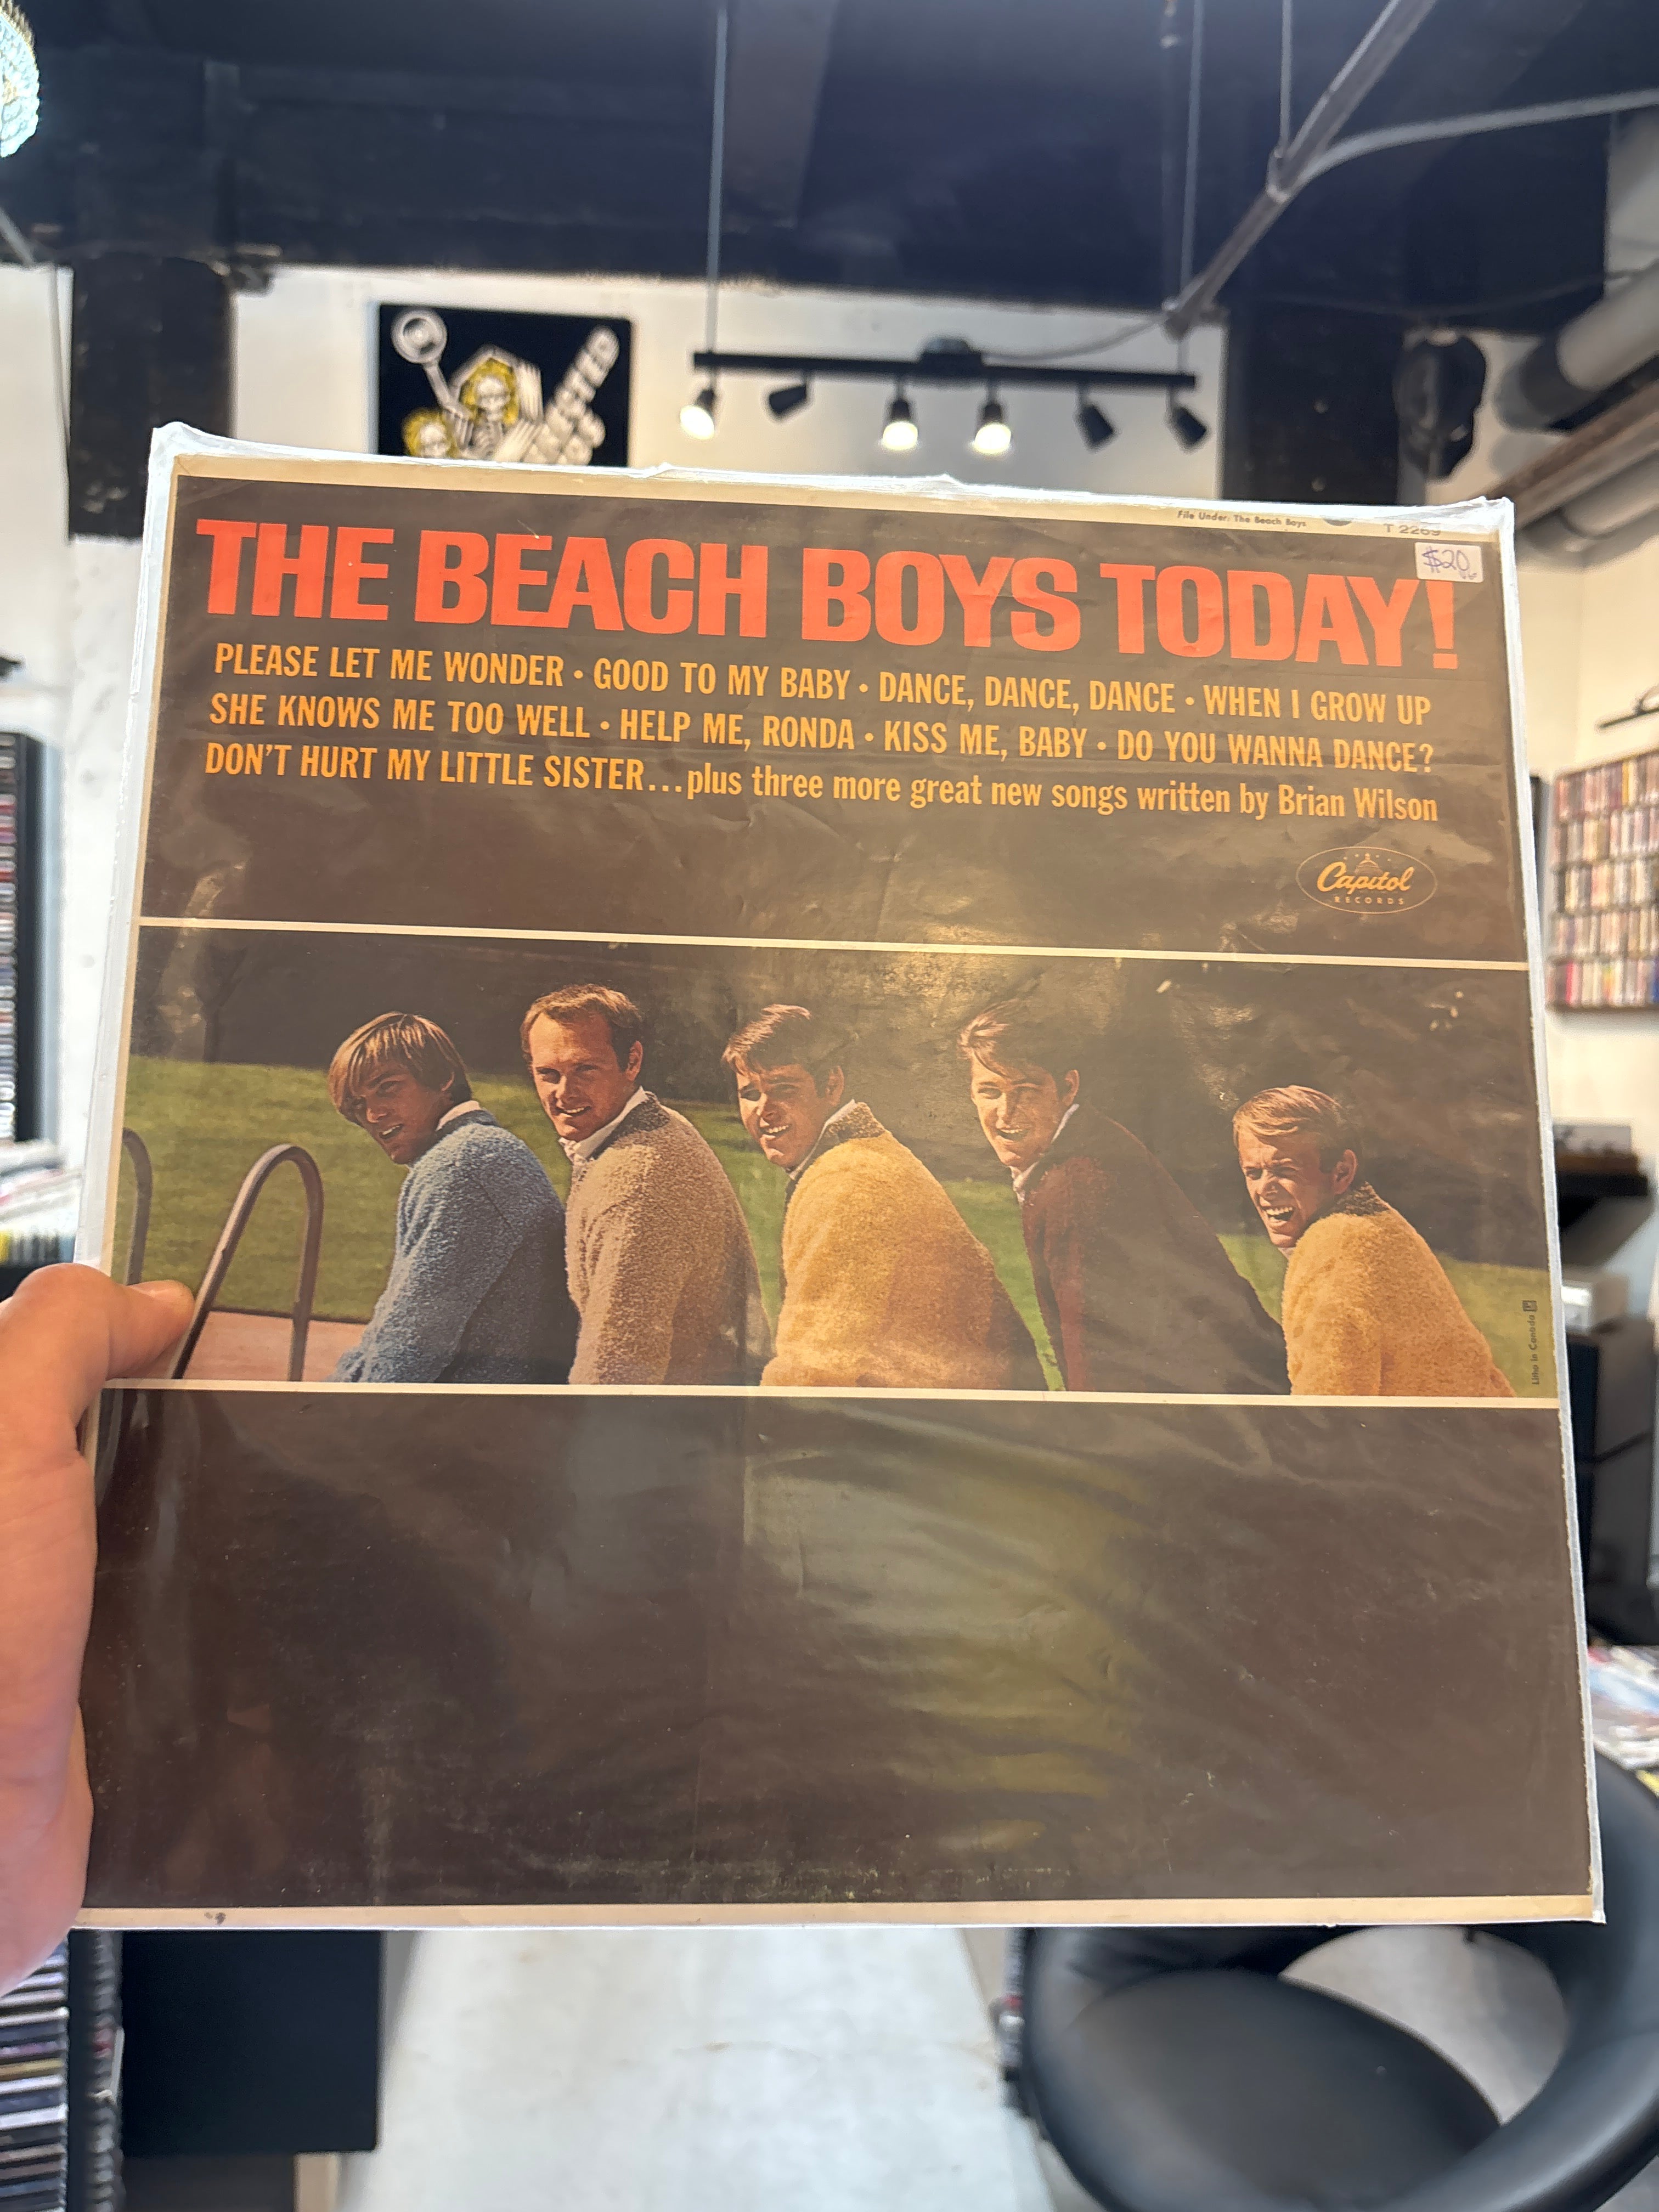 File Under: The Beach Boys
T 2269
$20
THE BEACH BOYS TODAY!
PLEASE LET ME WONDER • GOOD TO MY BABY • DANCE, DANCE, DANCE • WHEN I GROW UP
SHE KNOWS ME TOO WELL • HELP ME, RONDA • KISS ME, BABY • DO YOU WANNA DANCE?
DON'T HURT MY LITTLE SISTER...plus three more great new songs written by Brian Wilson
Capitol
RECORDS
Litho in Canada